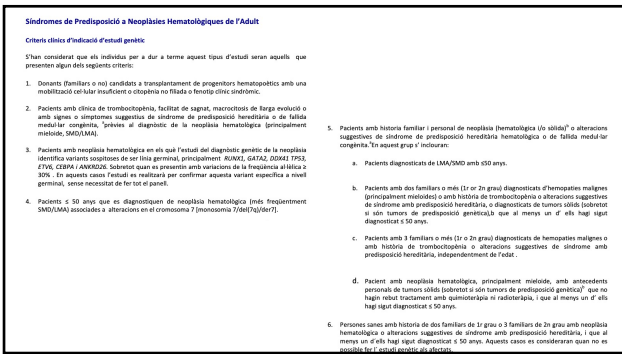 Síndromes de Predisposició a Neoplàsies Hematològiques de l'Adult
Criteris clínics d'indicació d'estudi genètic
S'han considerat que els individus per a dur a terme aquest tipus d'estudi seran aquells que
presenten algun dels següents criteris:
1. Donants (familiars o no) candidats a transplantament de progenitors hematopoètics amb una
mobilització cel·lular insuficient o citopènia no filiada o fenotip clínic sindròmic.
2. Pacients amb clínica de trombocitopènia, facilitat de sagnat, macrocitosis de llarga evolució o
amb signes o símptomes suggestius de síndrome de predisposició hereditària o de fallida
medul·lar congènita, ᵃprèvies al diagnòstic de la neoplàsia hematològica (principalment
mieloide, SMD/LMA).
3. Pacients amb neoplàsia hematològica en els què l'estudi del diagnòstic genètic de la neoplàsia
identifica variants sospitoses de ser línia germinal, principalment RUNX1, GATA2, DDX41 TP53,
ETV6, CEBPA i ANKRD26. Sobretot quan es presentin amb variacions de la freqüència al·lèlica ≥
30% . En aquests casos l'estudi es realitzarà per confirmar aquesta variant específica a nivell
germinal, sense necessitat de fer tot el panell.
4. Pacients ≤ 50 anys que es diagnostiquen de neoplàsia hematològica (més freqüentment
SMD/LMA) associades a alteracions en el cromosoma 7 [monosomia 7/del(7q)/der7].
5. Pacients amb historia familiar i personal de neoplàsia (hematològica i/o sòlida)ᵇ o alteracions
suggestives de síndrome de predisposició hereditària hematològica o de fallida medul·lar
congènita.ᵃEn aquest grup s' inclouran:
a. Pacients diagnosticats de LMA/SMD amb ≤50 anys.
b. Pacients amb dos familiars o més (1r or 2n grau) diagnosticats d'hemopaties malignes
(principalment mieloides) o amb història de trombocitopènia o alteracions suggestives
de síndrome amb predisposició hereditària, o diagnosticats de tumors sòlids (sobretot
si són tumors de predisposició genètica),b que al menys un d' ells hagi sigut
diagnosticat ≤ 50 anys.
c. Pacients amb 3 familiars o més (1r o 2n grau) diagnosticats de hemopaties malignes o
amb història de trombocitopènia o alteracions suggestives de síndrome amb
predisposició hereditària, independentment de l'edat .
d. Pacient amb neoplàsia hematològica, principalment mieloide, amb antecedents
personals de tumors sòlids (sobretot si són tumors de predisposició genètica)ᵇ que no
hagin rebut tractament amb quimioteràpia ni radioteràpia, i que al menys un d' ells
hagi sigut diagnosticat ≤ 50 anys.
6. Persones sanes amb historia de dos familiars de 1r grau o 3 familiars de 2n grau amb neoplàsia
hematològica o alteracions suggestives de síndrome amb predisposició hereditària, i que al
menys un d'ells hagi sigut diagnosticat ≤ 50 anys. Aquests casos es consideraran quan no es
possible fer l´ estudi genètic als afectats.